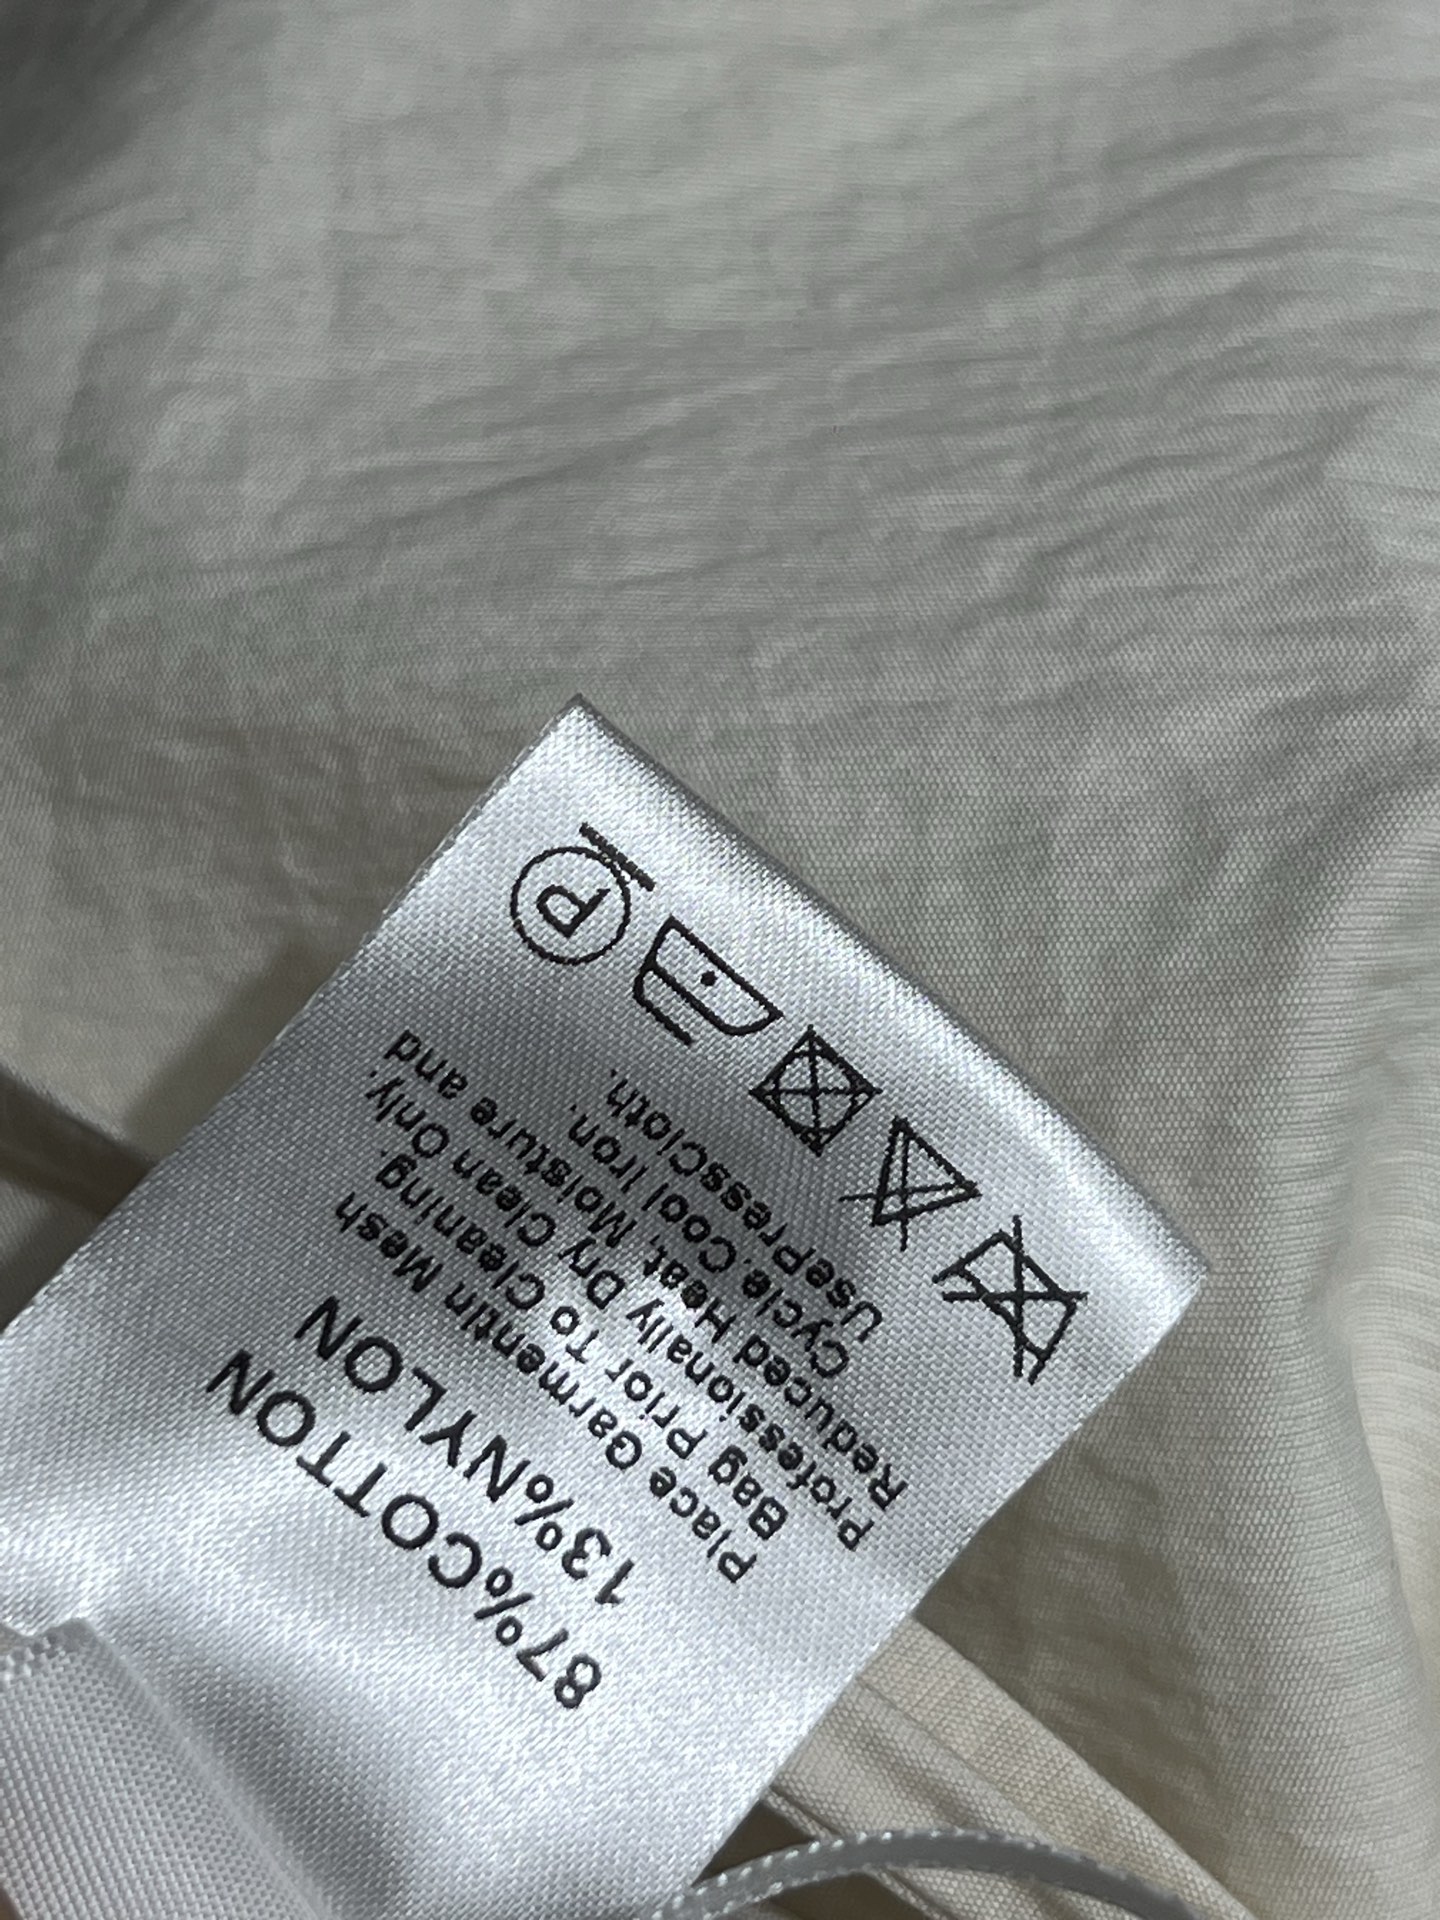 87%COTTON
13%NYLON
Place Garmentin Mesh
Bag Prior To Cleaning.
Professionally Dry Clean Only.
Reduced Heat, Moisture and
Cycle.Cool Iron.
UsePressCloth.
P